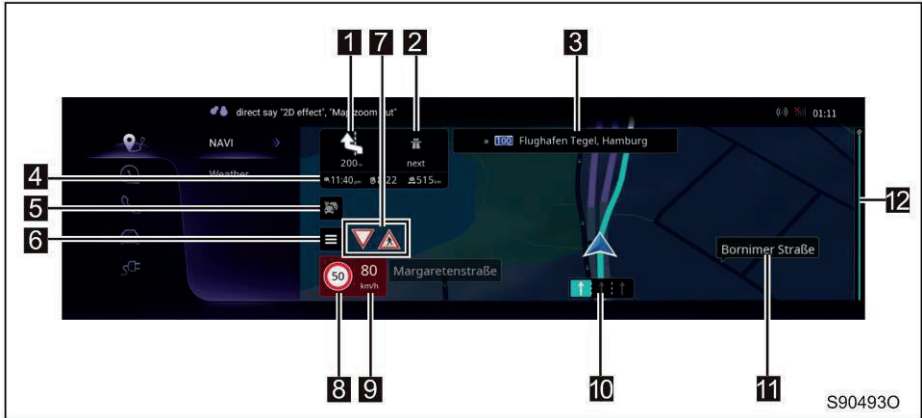 1 7 2 3
direct say "2D effect", "Map zoom out" 01:11
NAVI
200m next » 100 Flughafen Tegel, Hamburg
Weather
4 11:40pm 8:22 515km
5
6
12
50 80 km/h Margaretenstraße
Bornimer Straße
8 9 10 11
S90493O